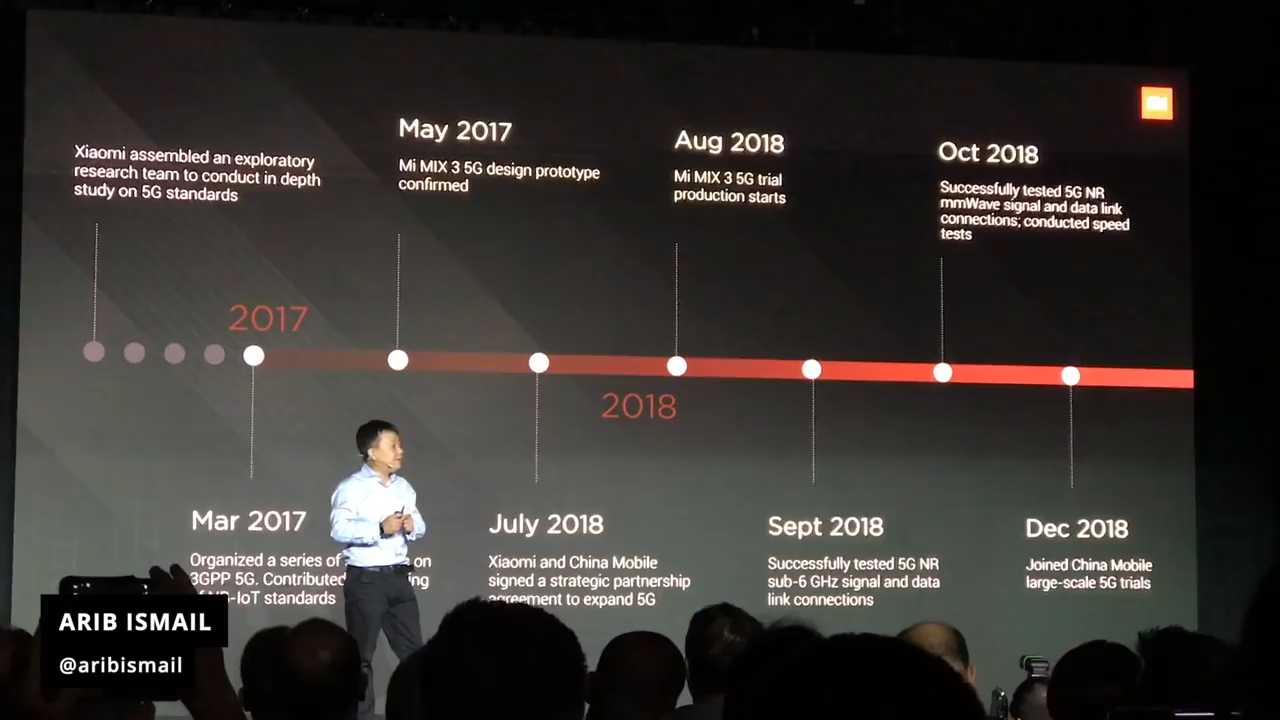 Xiaomi assembled an exploratory
research team to conduct in depth
study on 5G standards
May 2017
Mi MIX 3 5G design prototype
confirmed
Aug 2018
Mi MIX 3 5G trial
production starts
Oct 2018
Successfully tested 5G NR
mmWave signal and data link
connections; conducted speed
tests
2017
2018
Mar 2017
Organized a series of on
3GPP 5G. Contributed
standards
July 2018
Xiaomi and China Mobile
signed a strategic partnership
agreement to expand 5G
Sept 2018
Successfully tested 5G NR
sub-6 GHz signal and data
link connections
Dec 2018
Joined China Mobile
large-scale 5G trials
ARIB ISMAIL
@aribismail